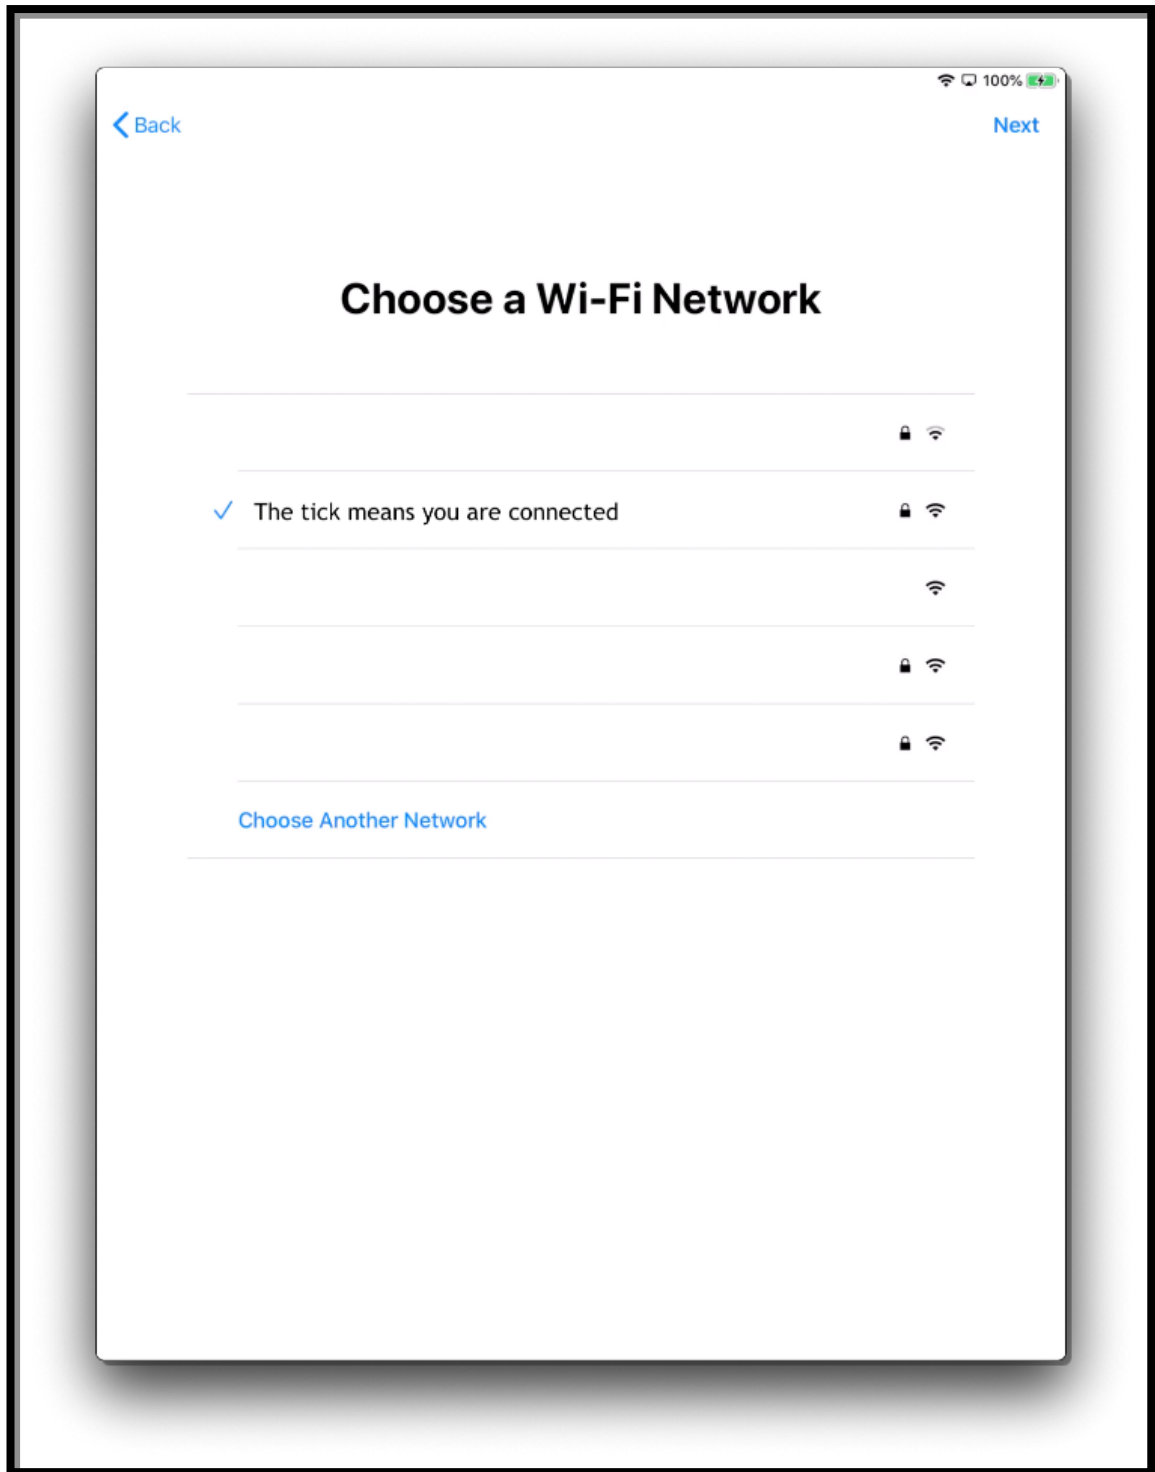 100%
Back
Next
Choose a Wi-Fi Network
The tick means you are connected
Choose Another Network